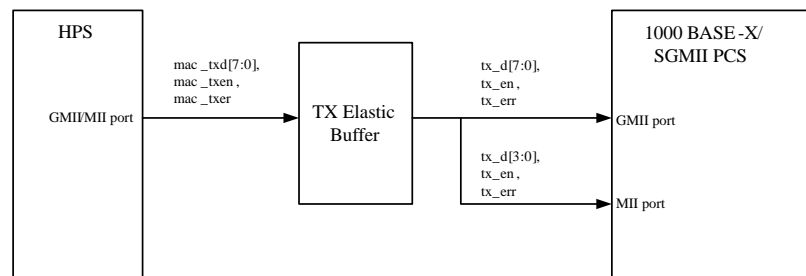 HPS
1000 BASE-X/
SGMII PCS
mac _txd[7:0],
mac _txen ,
mac _txer
tx_d[7:0],
tx_en ,
tx_err
GMII/MII port
TX Elastic
Buffer
GMII port
tx_d[3:0],
tx_en ,
tx_err
MII port